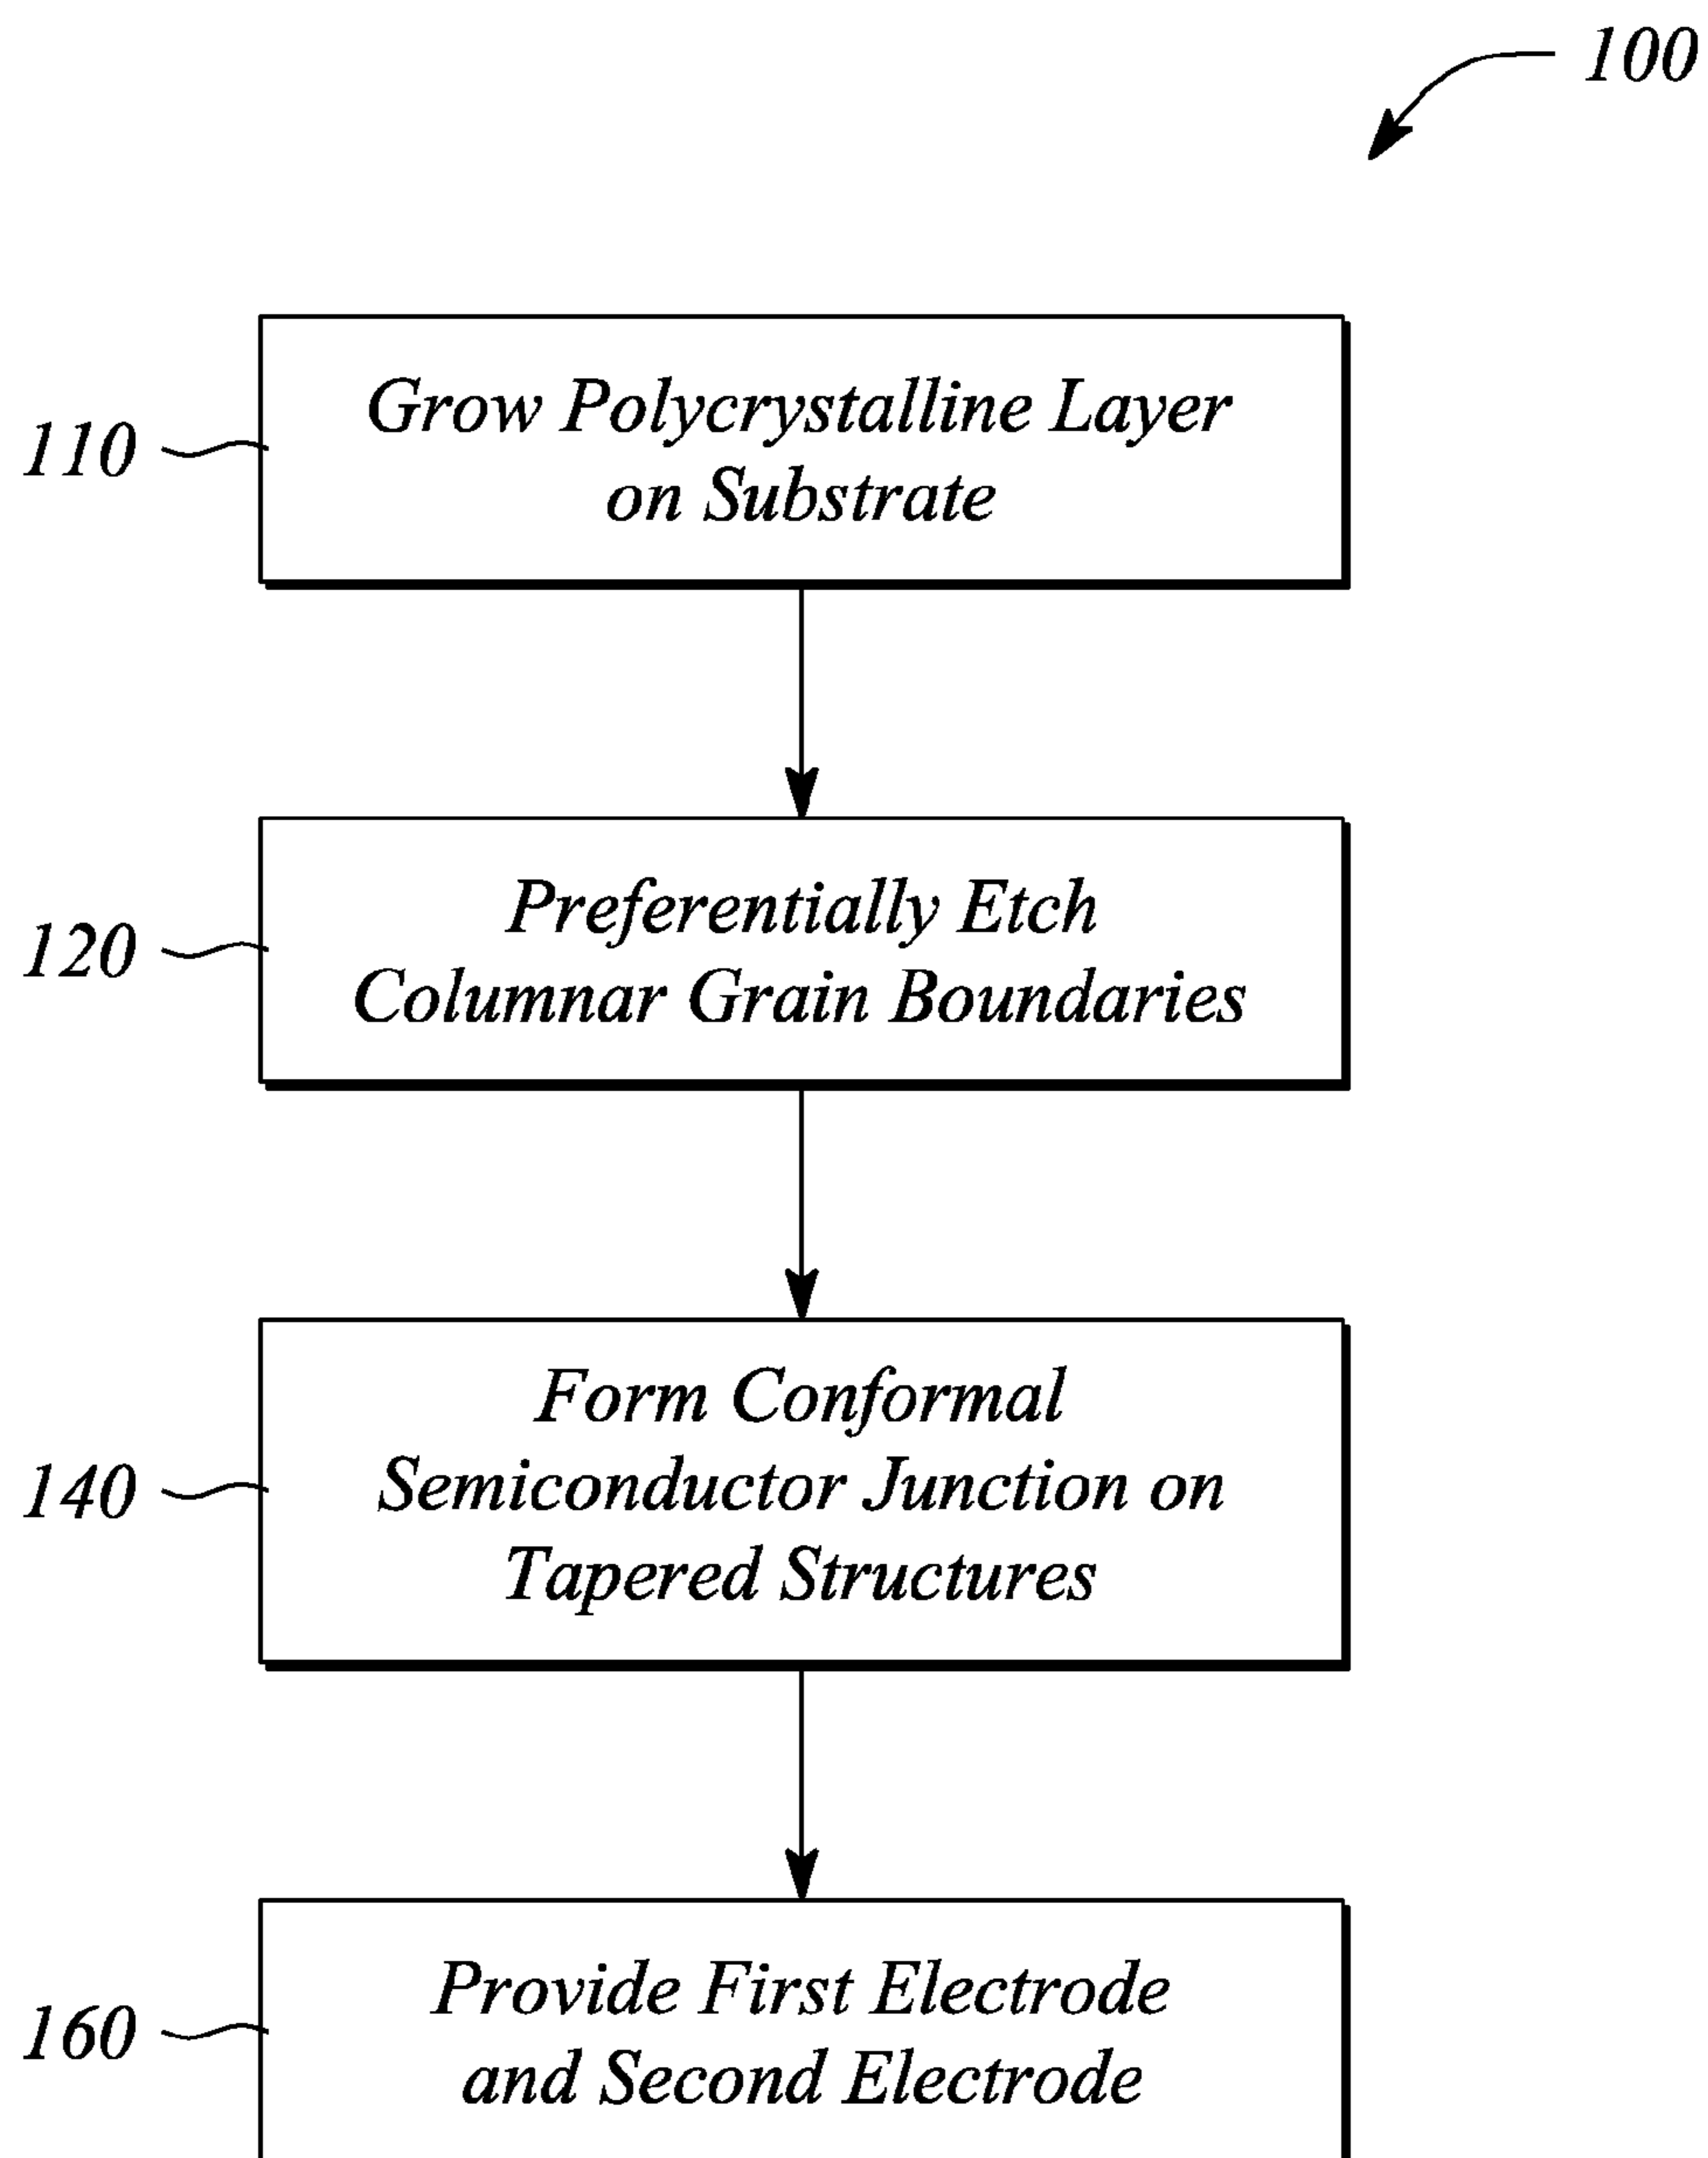 100
110
Grow Polycrystalline Layer
on Substrate
120
Preferentially Etch
Columnar Grain Boundaries
140
Form Conformal
Semiconductor Junction on
Tapered Structures
160
Provide First Electrode
and Second Electrode